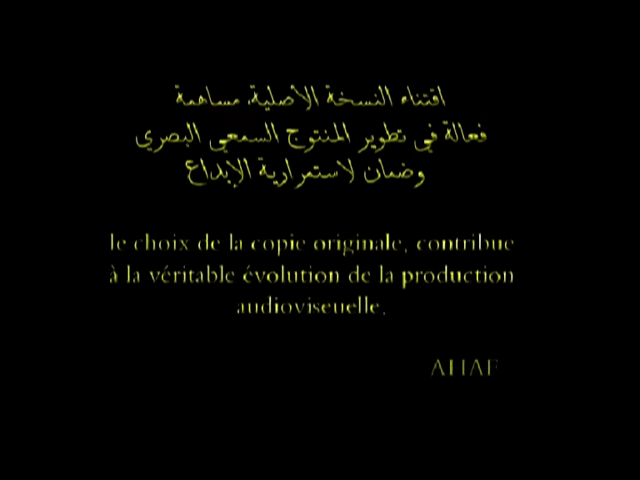 اقتناء النسخة الأصلية، مساهمة
فعالة في تطوير المنتوج السمعي البصري
وضمان لاستمرارية الإبداع
le choix de la copie originale, contribue
à la véritable évolution de la production
audioviseuelle.